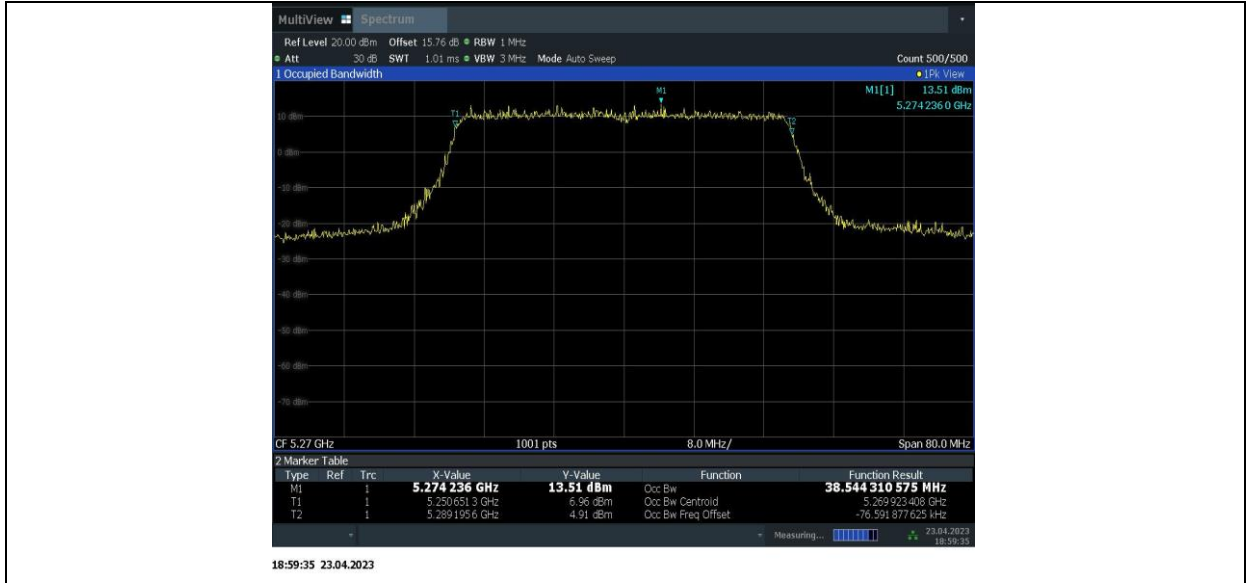 MultiView Spectrum
Ref Level 20.00 dBm Offset 15.76 dB RBW 1 MHz
Att 30 dB SWT 1.01 ms VBW 3 MHz Mode Auto Sweep Count 500/500
1 Occupied Bandwidth 1Pk View
M1[1] 13.51 dBm
5.274 236 0 GHz
M1
T1
T2
10 dBm
0 dBm
-10 dBm
-20 dBm
-30 dBm
-40 dBm
-50 dBm
-60 dBm
-70 dBm
CF 5.27 GHz 1001 pts 8.0 MHz/ Span 80.0 MHz
2 Marker Table
Type Ref Trc X-Value Y-Value Function Function Result
M1 1 5.274 236 GHz 13.51 dBm Occ Bw 38.544 310 575 MHz
T1 1 5.250 651 3 GHz 6.96 dBm Occ Bw Centroid 5.269 923 408 GHz
T2 1 5.289 195 6 GHz 4.91 dBm Occ Bw Freq Offset -76.591 877 625 kHz
Measuring... 23.04.2023
18:59:35
18:59:35 23.04.2023